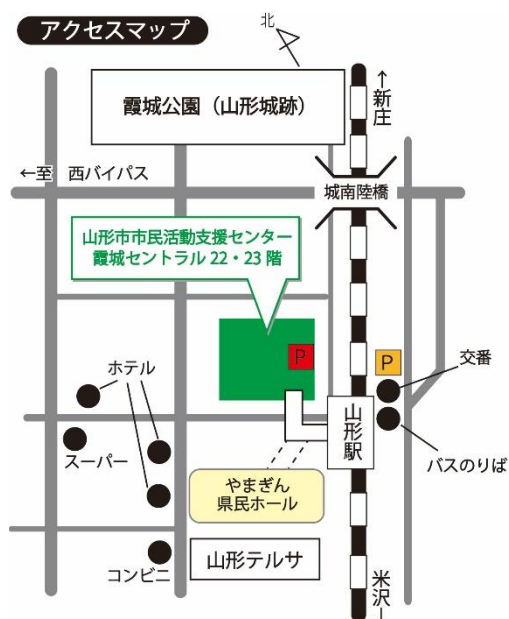 アクセスマップ
北
霞城公園（山形城跡）
←新庄
←至　西バイパス
城南陸橋
山形市市民活動支援センター
霞城セントラル 22・23 階
P
P
ホテル
交番
山形駅
スーパー
バスのりば
やまぎん
県民ホール
コンビニ
山形テルサ
米沢→